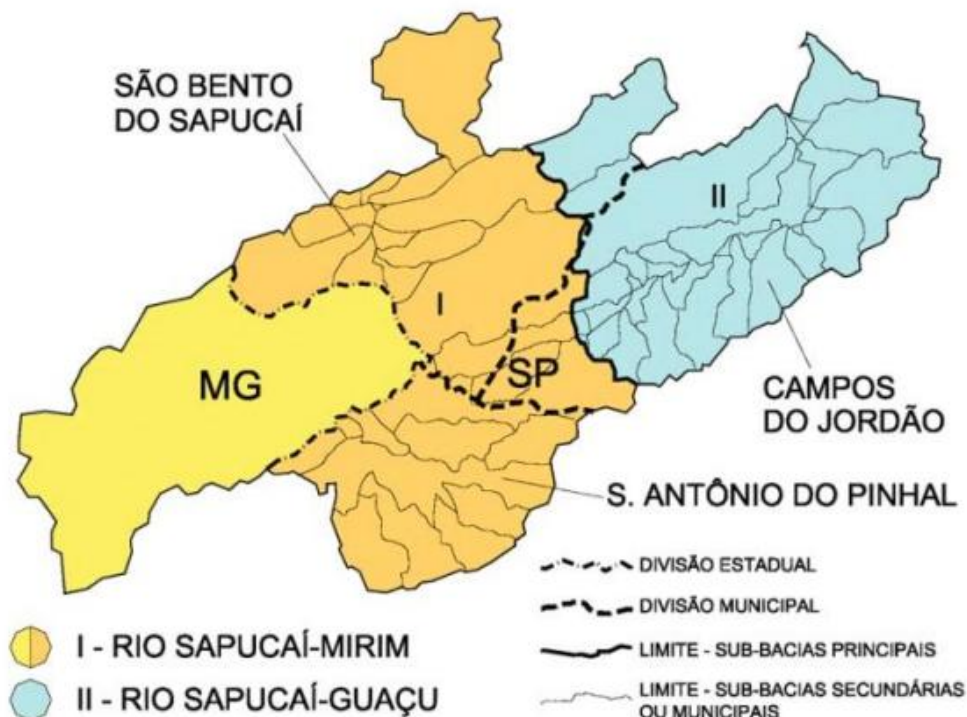 SÃO BENTO
DO SAPUCAÍ
II
I
MG
SP
CAMPOS
DO JORDÃO
S. ANTÔNIO DO PINHAL
DIVISÃO ESTADUAL
DIVISÃO MUNICIPAL
I - RIO SAPUCAÍ-MIRIM
LIMITE - SUB-BACIAS PRINCIPAIS
II - RIO SAPUCAÍ-GUAÇU
LIMITE - SUB-BACIAS SECUNDÁRIAS
OU MUNICIPAIS